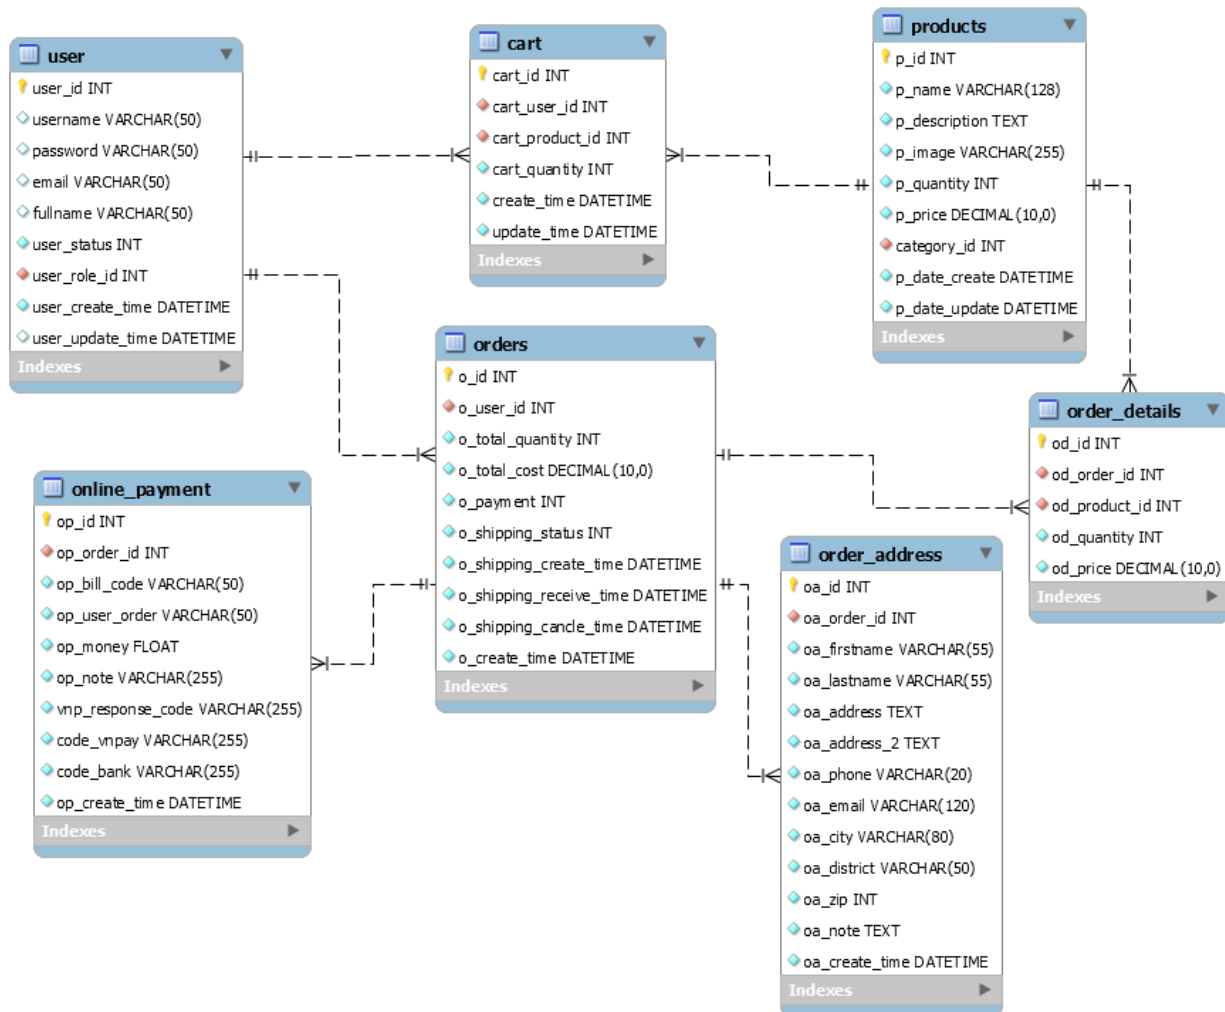 user
user_id INT
username VARCHAR(50)
password VARCHAR(50)
email VARCHAR(50)
fullname VARCHAR(50)
user_status INT
user_role_id INT
user_create_time DATETIME
user_update_time DATETIME
Indexes
cart
cart_id INT
cart_user_id INT
cart_product_id INT
cart_quantity INT
create_time DATETIME
update_time DATETIME
Indexes
products
p_id INT
p_name VARCHAR(128)
p_description TEXT
p_image VARCHAR(255)
p_quantity INT
p_price DECIMAL(10,0)
category_id INT
p_date_create DATETIME
p_date_update DATETIME
Indexes
orders
o_id INT
o_user_id INT
o_total_quantity INT
o_total_cost DECIMAL(10,0)
o_payment INT
o_shipping_status INT
o_shipping_create_time DATETIME
o_shipping_receive_time DATETIME
o_shipping_cancle_time DATETIME
o_create_time DATETIME
Indexes
order_details
od_id INT
od_order_id INT
od_product_id INT
od_quantity INT
od_price DECIMAL(10,0)
Indexes
online_payment
op_id INT
op_order_id INT
op_bill_code VARCHAR(50)
op_user_order VARCHAR(50)
op_money FLOAT
op_note VARCHAR(255)
vnp_response_code VARCHAR(255)
code_vnpay VARCHAR(255)
code_bank VARCHAR(255)
op_create_time DATETIME
Indexes
order_address
oa_id INT
oa_order_id INT
oa_firstname VARCHAR(55)
oa_lastname VARCHAR(55)
oa_address TEXT
oa_address_2 TEXT
oa_phone VARCHAR(20)
oa_email VARCHAR(120)
oa_city VARCHAR(80)
oa_district VARCHAR(50)
oa_zip INT
oa_note TEXT
oa_create_time DATETIME
Indexes